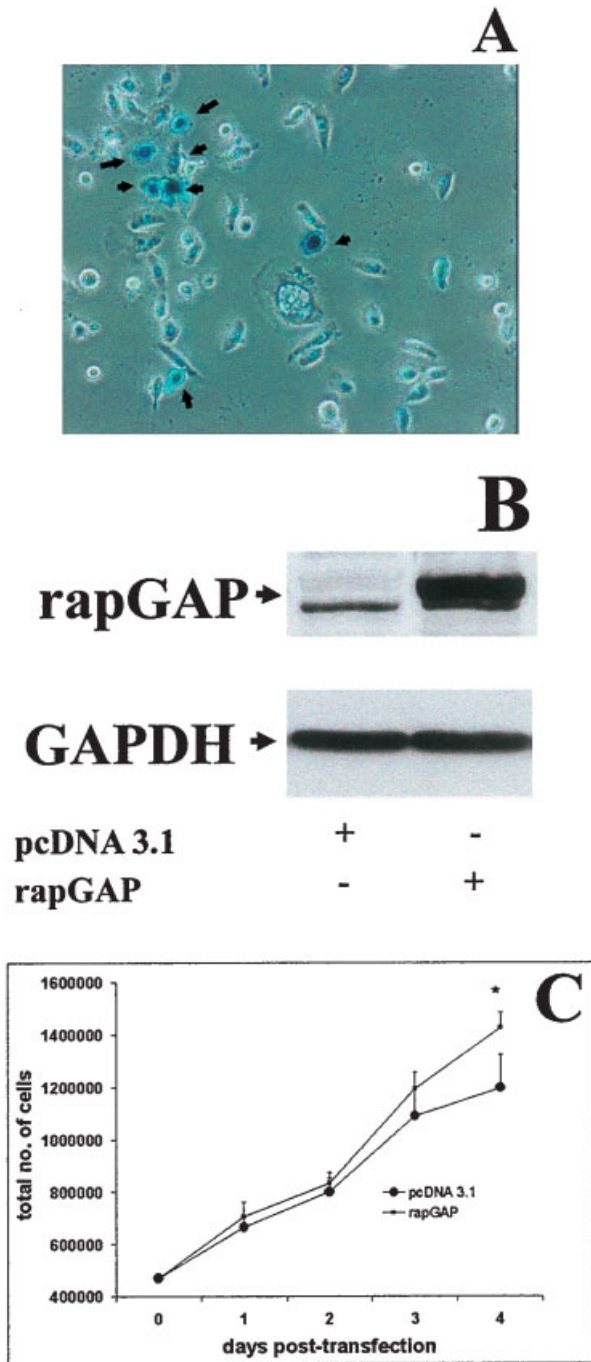 A
B
rapGAP
GAPDH
pcDNA 3.1 + -
rapGAP - +
C
1600000
*
1400000
1200000
1000000
800000
600000
400000
total no. of cells
pcDNA 3.1
rapGAP
0 1 2 3 4
days post-transfection